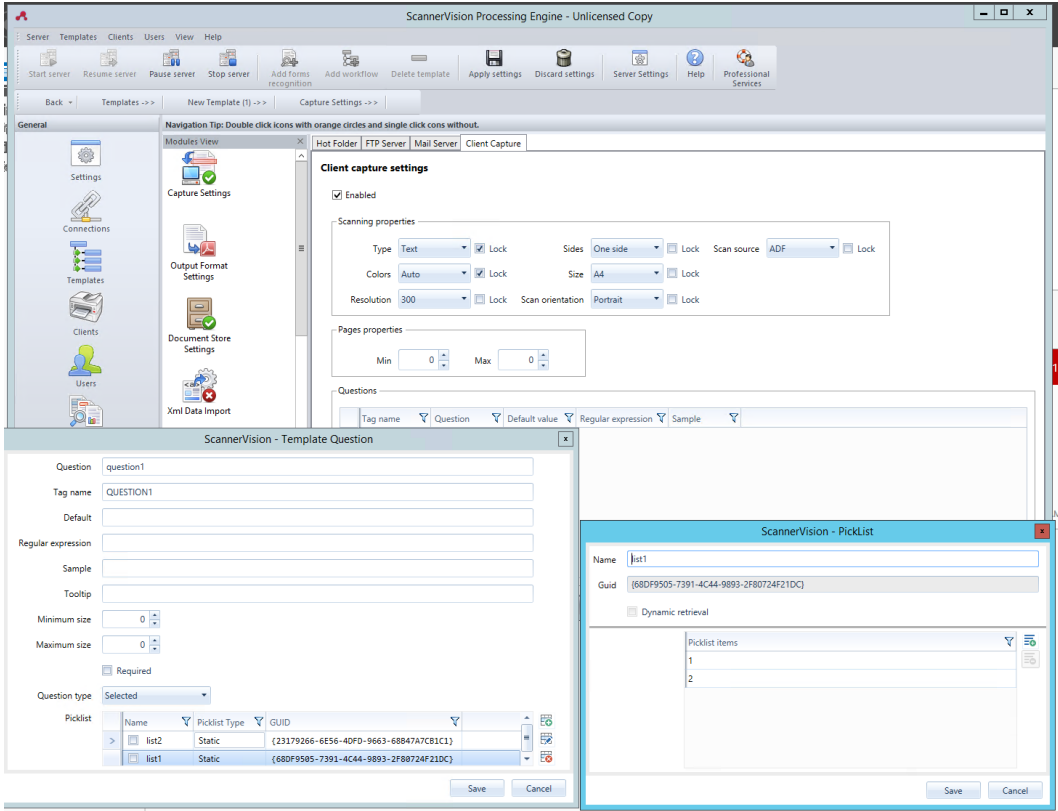 ScannerVision Processing Engine - Unlicensed Copy
Server Templates Clients Users View Help
Start server Resume server Pause server Stop server Add forms recognition Add workflow Delete template Apply settings Discard settings Server Settings Help Professional Services
Back Templates ->> New Template (1) ->> Capture Settings ->>
General
Navigation Tip: Double click icons with orange circles and single click cons without.
Settings
Connections
Templates
Clients
Users
Modules View
Capture Settings
Output Format
Settings
Document Store
Settings
Xml Data Import
Hot Folder FTP Server Mail Server Client Capture
Client capture settings
Enabled
Scanning properties
Type Text Lock Sides One side Lock Scan source ADF Lock
Colors Auto Lock Size A4 Lock
Resolution 300 Lock Scan orientation Portrait Lock
Pages properties
Min 0 Max 0
Questions
Tag name Question Default value Regular expression Sample
ScannerVision - Template Question
Question question1
Tag name QUESTION1
Default
Regular expression
Sample
Tooltip
Minimum size 0
Maximum size 0
Required
Question type Selected
Picklist Name Picklist Type GUID
list2 Static {23179266-6E56-4DFD-9663-68B47A7CB1C1}
list1 Static {68DF9505-7391-4C44-9893-2F80724F21DC}
Save Cancel
ScannerVision - PickList
Name list1
Guid {68DF9505-7391-4C44-9893-2F80724F21DC}
Dynamic retrieval
Picklist items
1
2
Save Cancel